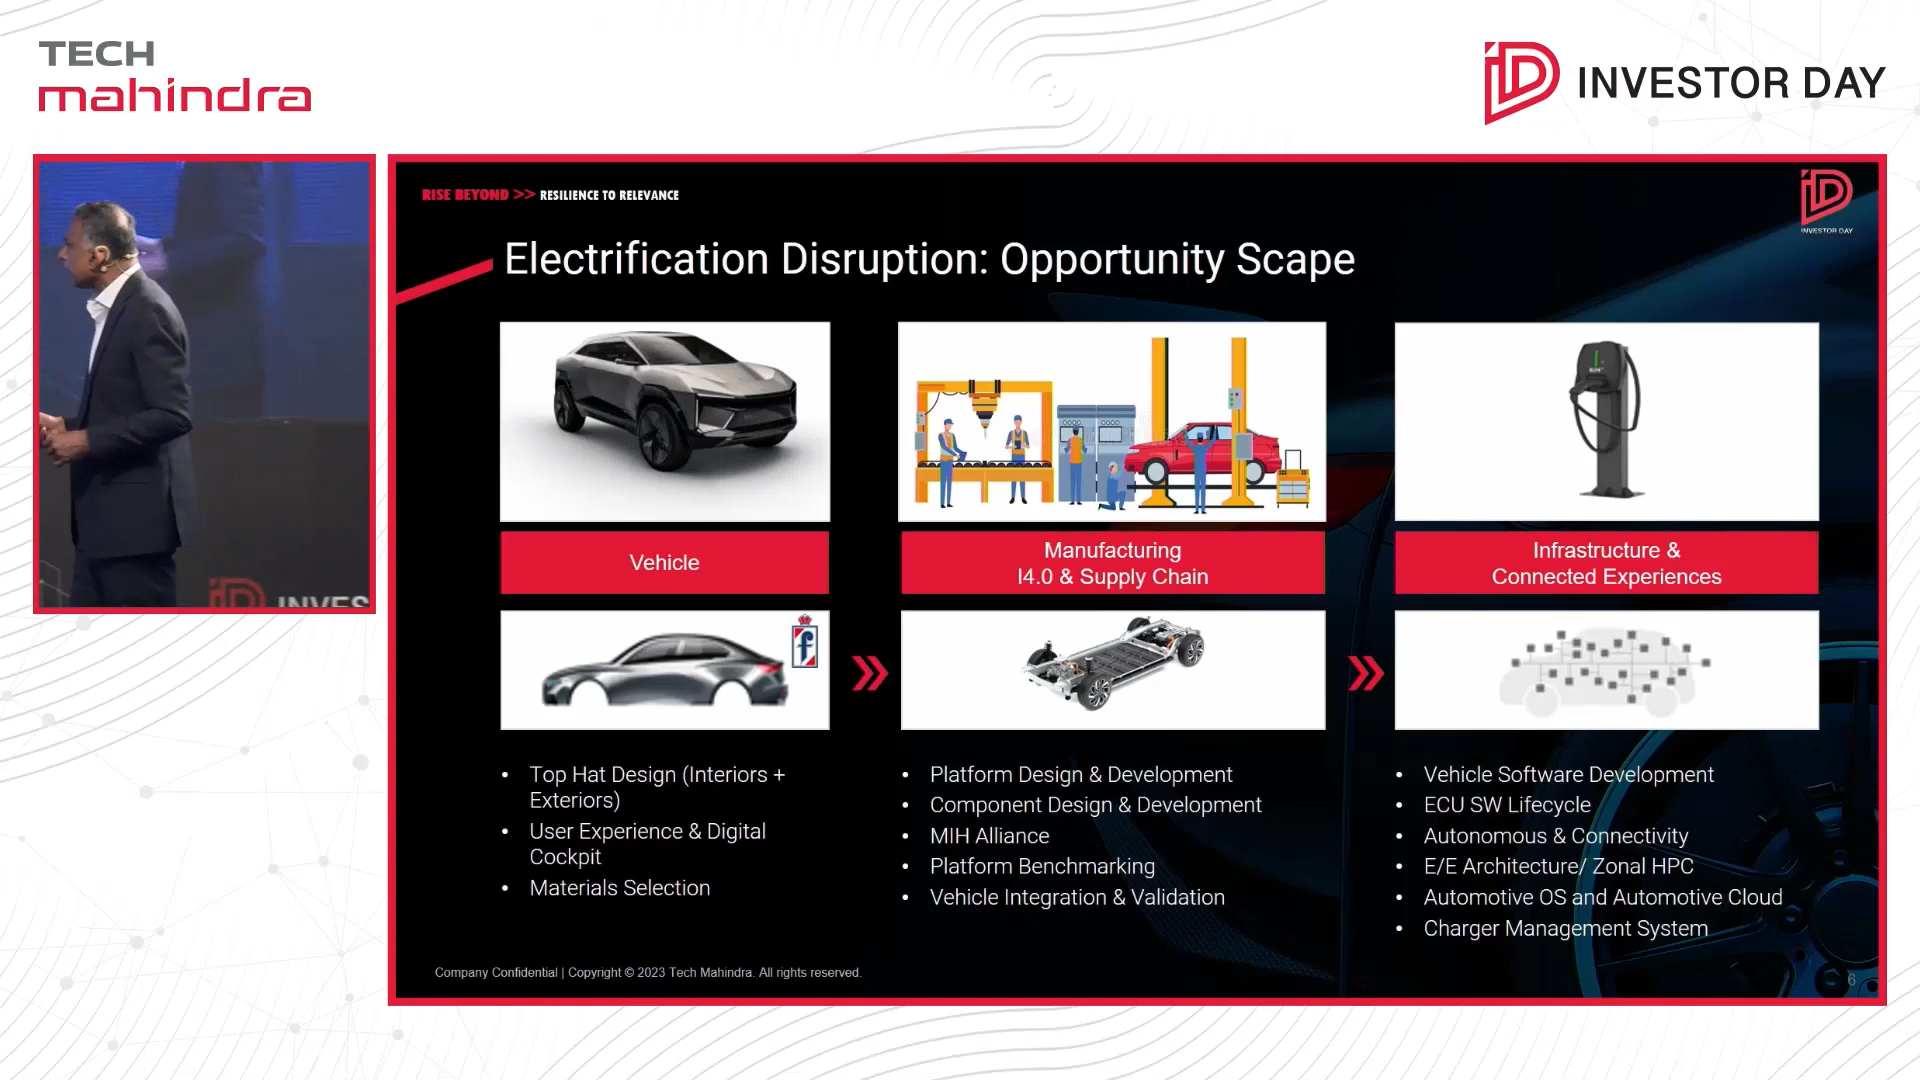 TECH
mahindra
INVESTOR DAY
RISE BEYOND >> RESILIENCE TO RELEVANCE
INVESTOR DAY
Electrification Disruption: Opportunity Scape
Vehicle
Manufacturing
I4.0 & Supply Chain
Infrastructure &
Connected Experiences
f
• Top Hat Design (Interiors +
Exteriors)
• User Experience & Digital
Cockpit
• Materials Selection
• Platform Design & Development
• Component Design & Development
• MIH Alliance
• Platform Benchmarking
• Vehicle Integration & Validation
• Vehicle Software Development
• ECU SW Lifecycle
• Autonomous & Connectivity
• E/E Architecture/ Zonal HPC
• Automotive OS and Automotive Cloud
• Charger Management System
Company Confidential | Copyright © 2023 Tech Mahindra. All rights reserved.
6